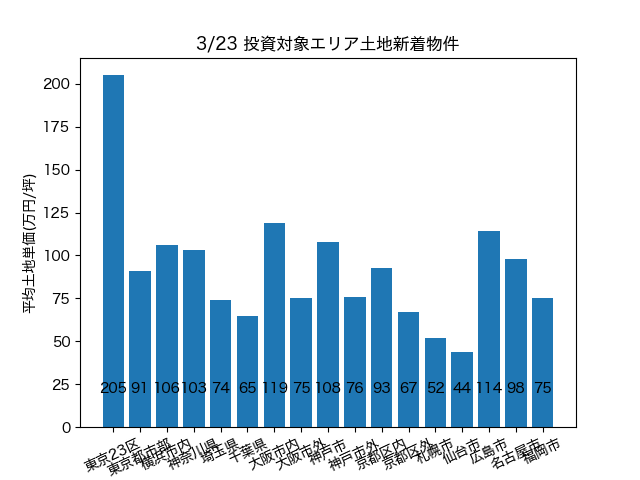 3/23 投資対象エリア土地新着物件
平均土地単価(万円/坪)
200
175
150
125
100
75
50
25
0
205 91 106 103 74 65 119 75 108 76 93 67 52 44 114 98 75
東京23区 東京都市部 横浜市内 神奈川県 埼玉県 千葉県 大阪市内 大阪市外 神戸市 神戸市外 京都区内 京都区外 札幌市 仙台市 広島市 名古屋市 福岡市